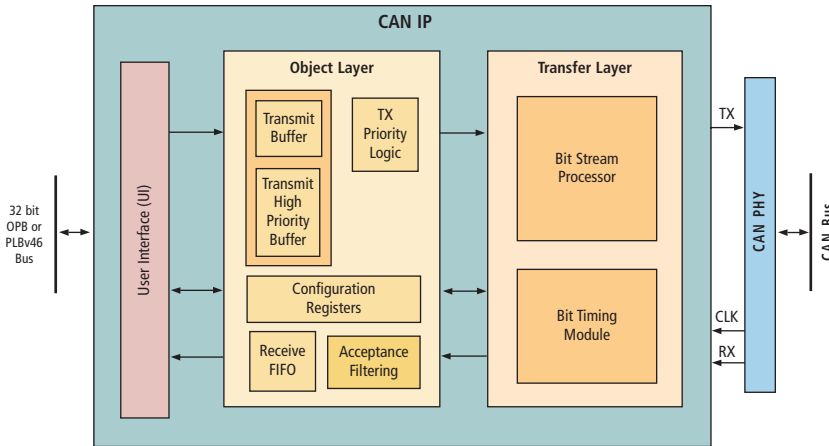 CAN IP
Object Layer
Transfer Layer
Transmit
Buffer
TX
Priority
Logic
Transmit
High
Priority
Buffer
Configuration
Registers
Receive
FIFO
Acceptance
Filtering
Bit Stream
Processor
Bit Timing
Module
User Interface (UI)
32 bit
OPB or
PLBv46
Bus
TX
CLK
RX
CAN PHY
CAN Bus